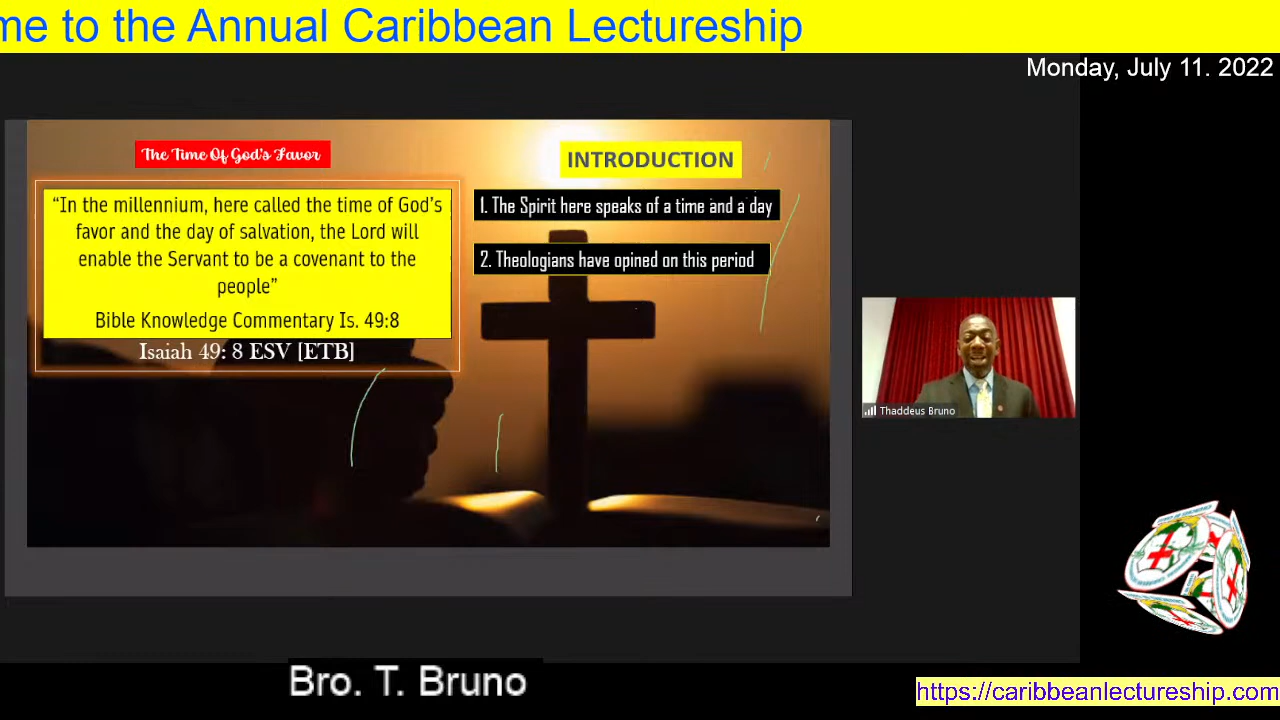 me to the Annual Caribbean Lectureship
Monday, July 11. 2022
The Time Of God's Favor
“In the millennium, here called the time of God’s
favor and the day of salvation, the Lord will
enable the Servant to be a covenant to the
people”
Bible Knowledge Commentary Is. 49:8
Isaiah 49: 8 ESV [ETB]
INTRODUCTION
1. The Spirit here speaks of a time and a day
2. Theologians have opined on this period
Thaddeus Bruno
Bro. T. Bruno
https://caribbeanlectureship.com